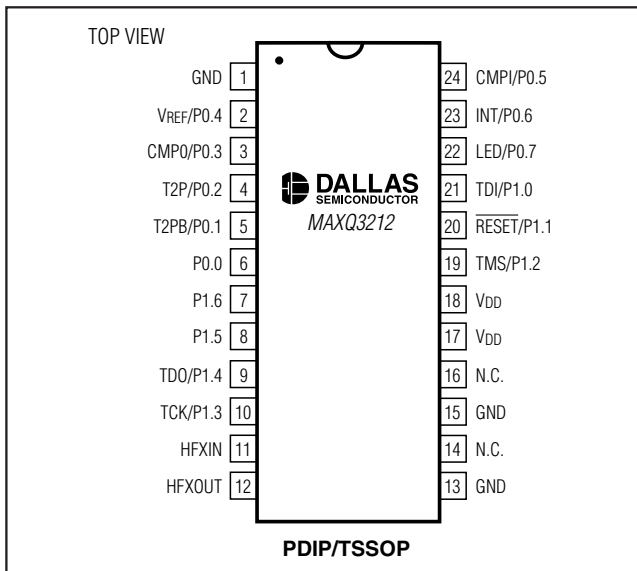 TOP VIEW
GND 1
VREF/P0.4 2
CMP0/P0.3 3
T2P/P0.2 4
T2PB/P0.1 5
P0.0 6
P1.6 7
P1.5 8
TDO/P1.4 9
TCK/P1.3 10
HFXIN 11
HFXOUT 12
DALLAS
SEMICONDUCTOR
MAXQ3212
24 CMPI/P0.5
23 INT/P0.6
22 LED/P0.7
21 TDI/P1.0
20 RESET/P1.1
19 TMS/P1.2
18 VDD
17 VDD
16 N.C.
15 GND
14 N.C.
13 GND
PDIP/TSSOP